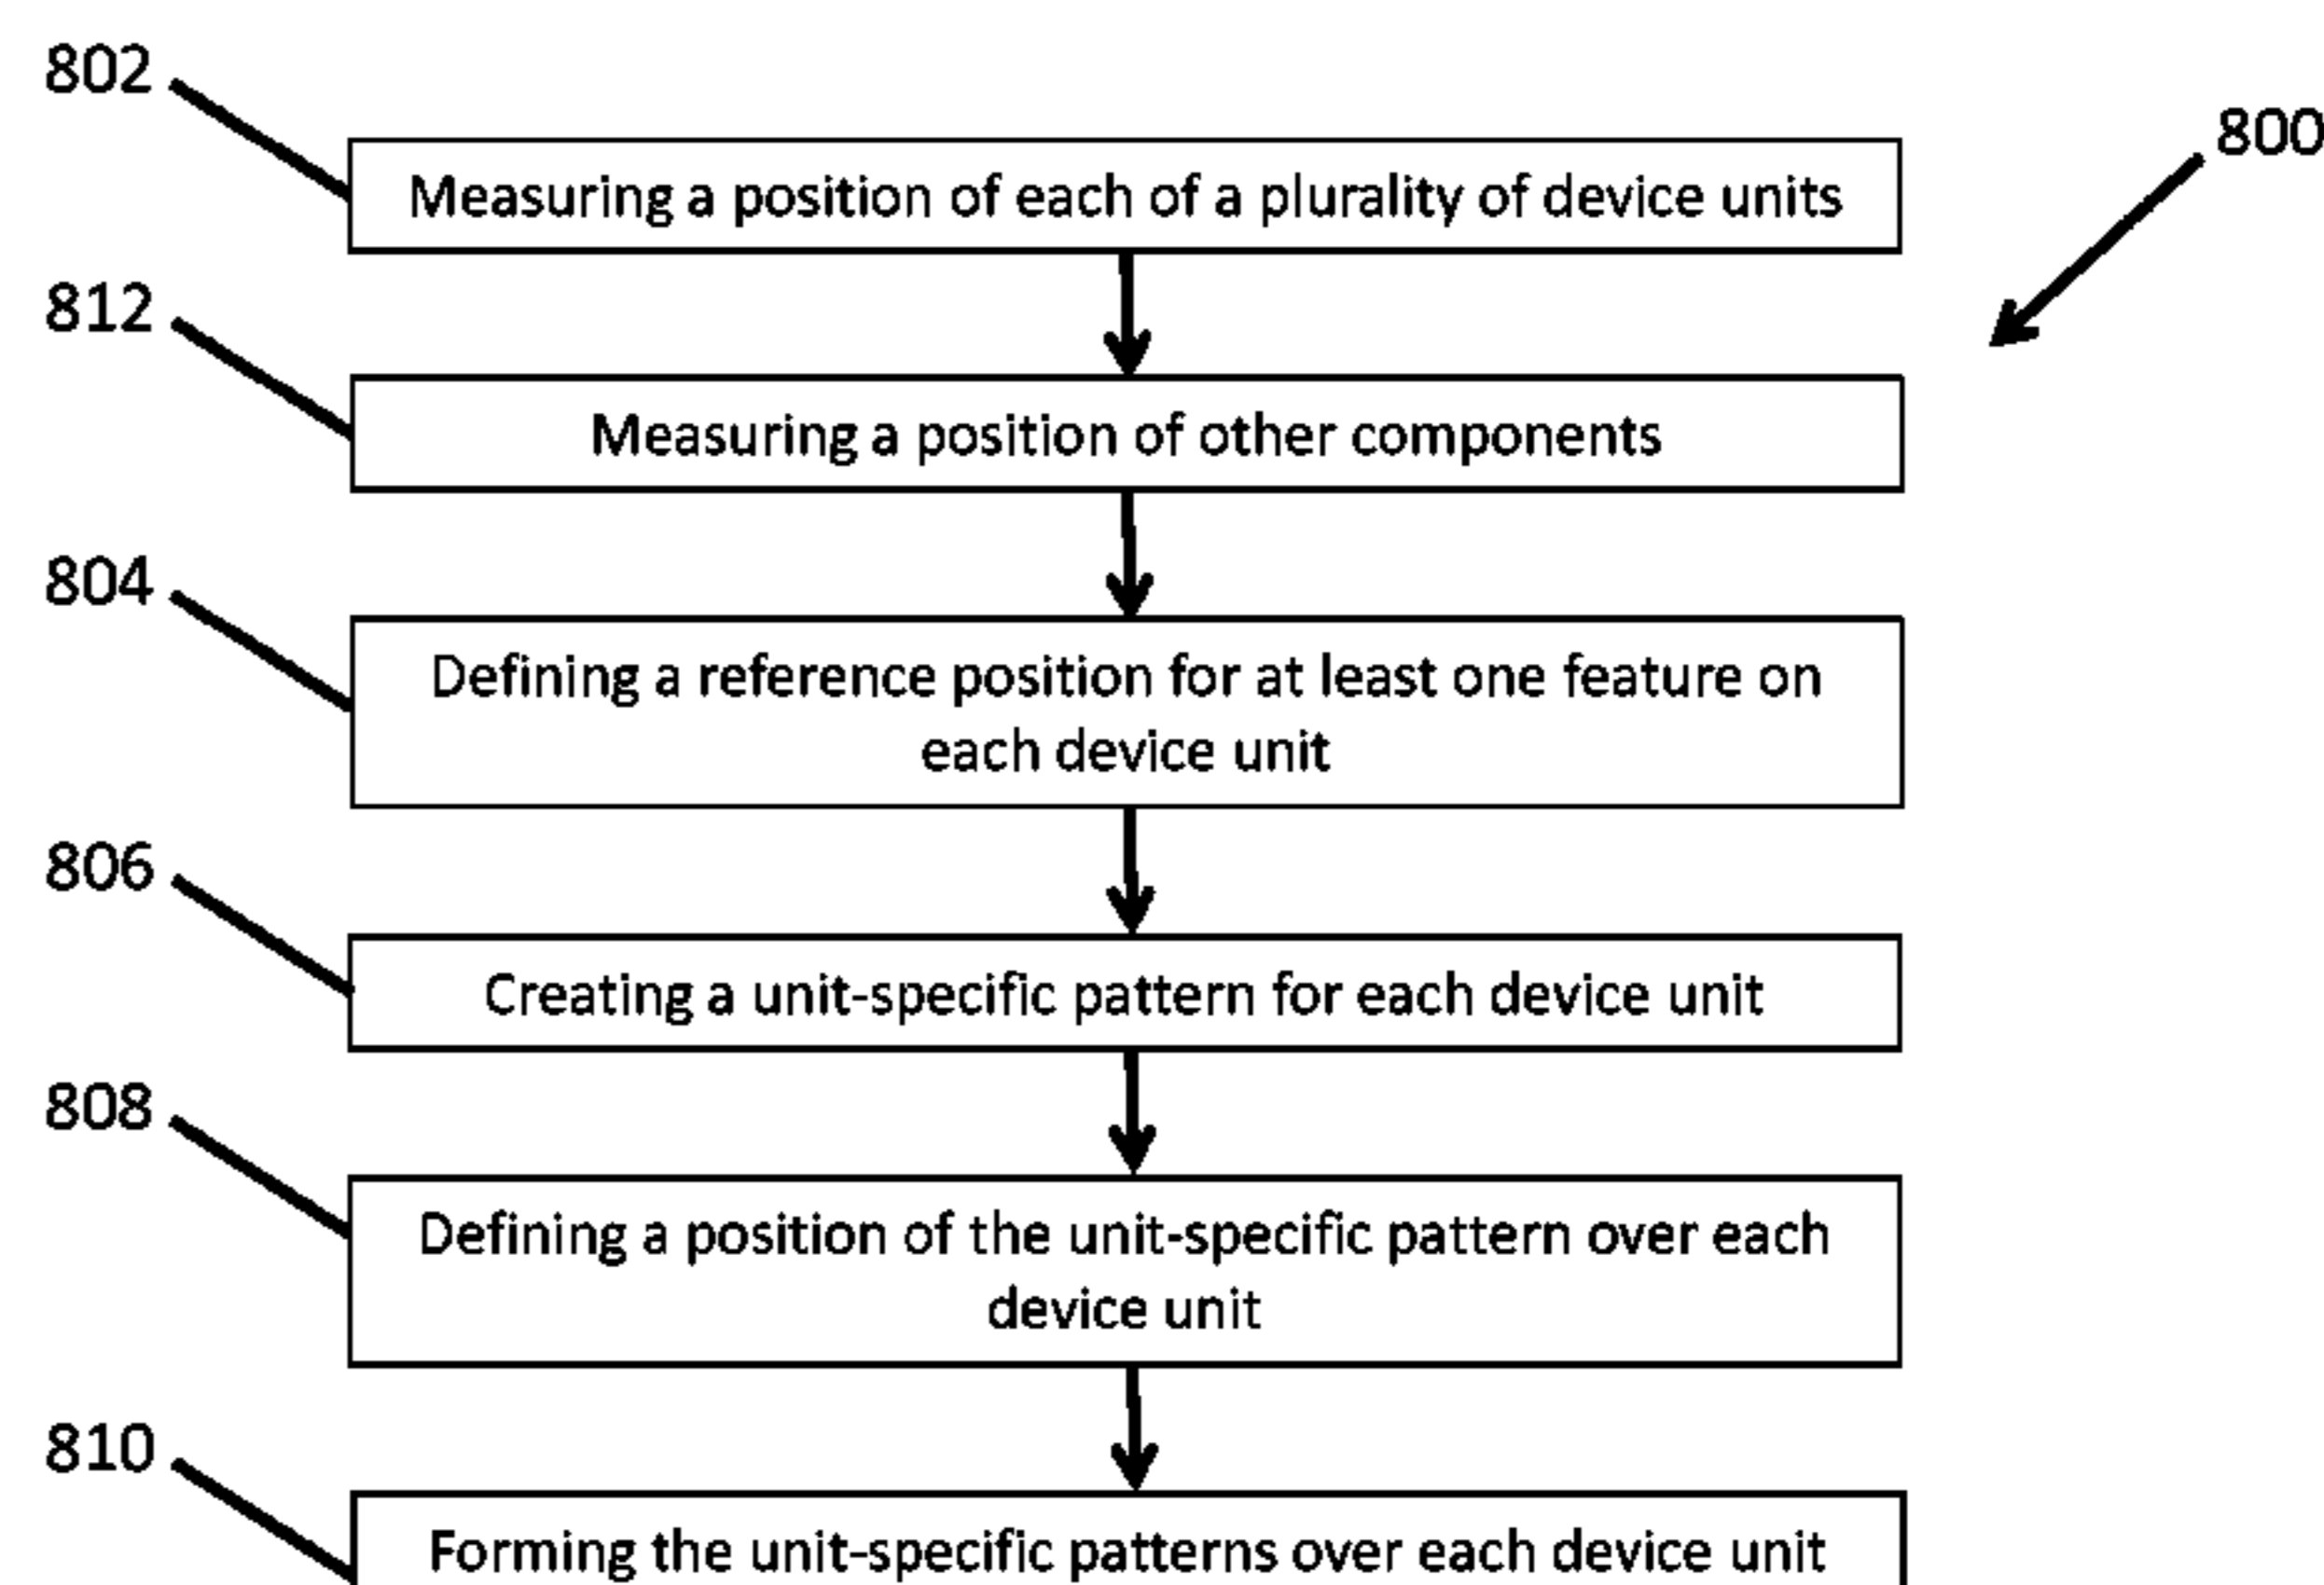 802
800
Measuring a position of each of a plurality of device units
812
Measuring a position of other components
804
Defining a reference position for at least one feature on
each device unit
806
Creating a unit-specific pattern for each device unit
808
Defining a position of the unit-specific pattern over each
device unit
810
Forming the unit-specific patterns over each device unit